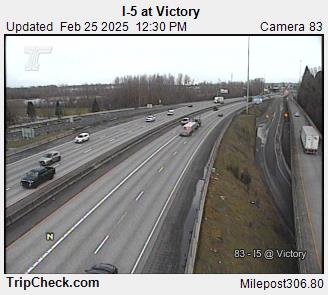 I-5 at Victory
Updated Feb 25 2025 12:30 PM Camera 83
N
83 - I5 @ Victory
TripCheck.com Milepost306.80